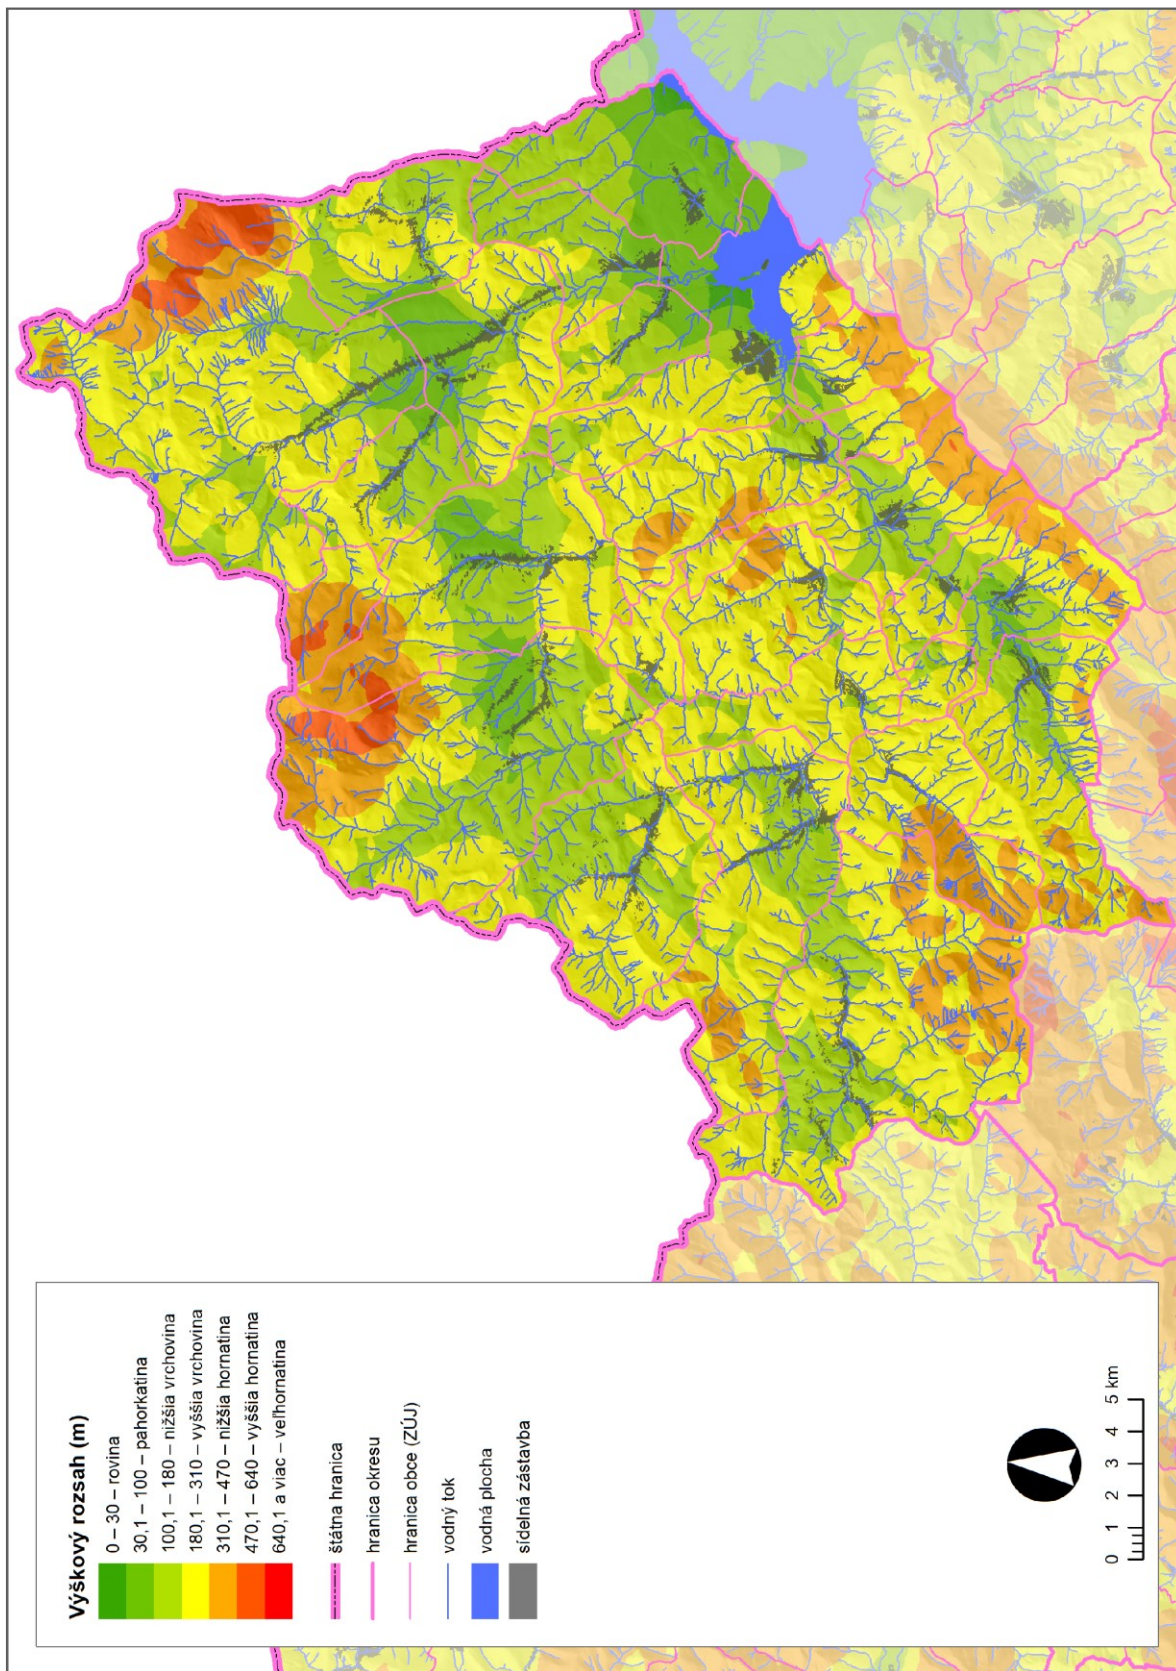 Výškový rozsah (m)
0 – 30 – rovina
30,1 – 100 – pahorkatina
100,1 – 180 – nižšia vrchovina
180,1 – 310 – vyššia vrchovina
310,1 – 470 – nižšia hornatina
470,1 – 640 – vyššia hornatina
640,1 a viac – veľhornatina
štátna hranica
hranica okresu
hranica obce (ZÚJ)
vodný tok
vodná plocha
sídelná zástavba
0 1 2 3 4 5 km